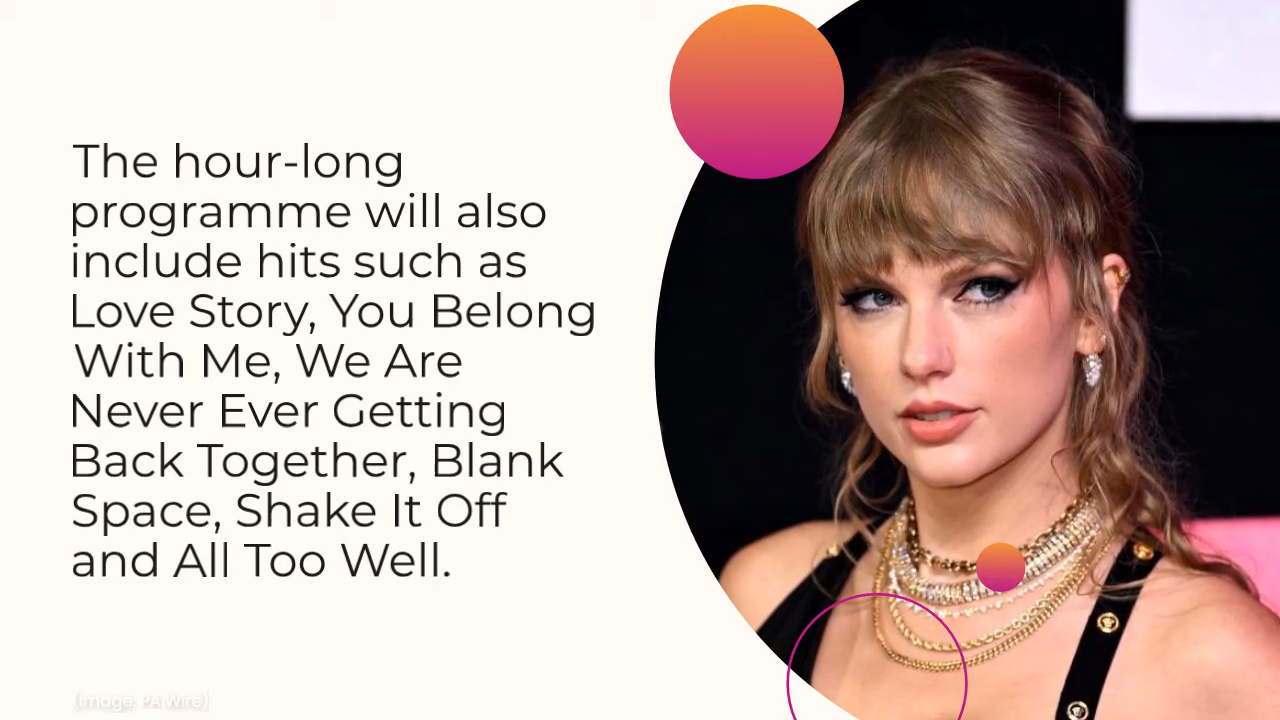 The hour-long
programme will also
include hits such as
Love Story, You Belong
With Me, We Are
Never Ever Getting
Back Together, Blank
Space, Shake It Off
and All Too Well.
(Image: PA Wire)